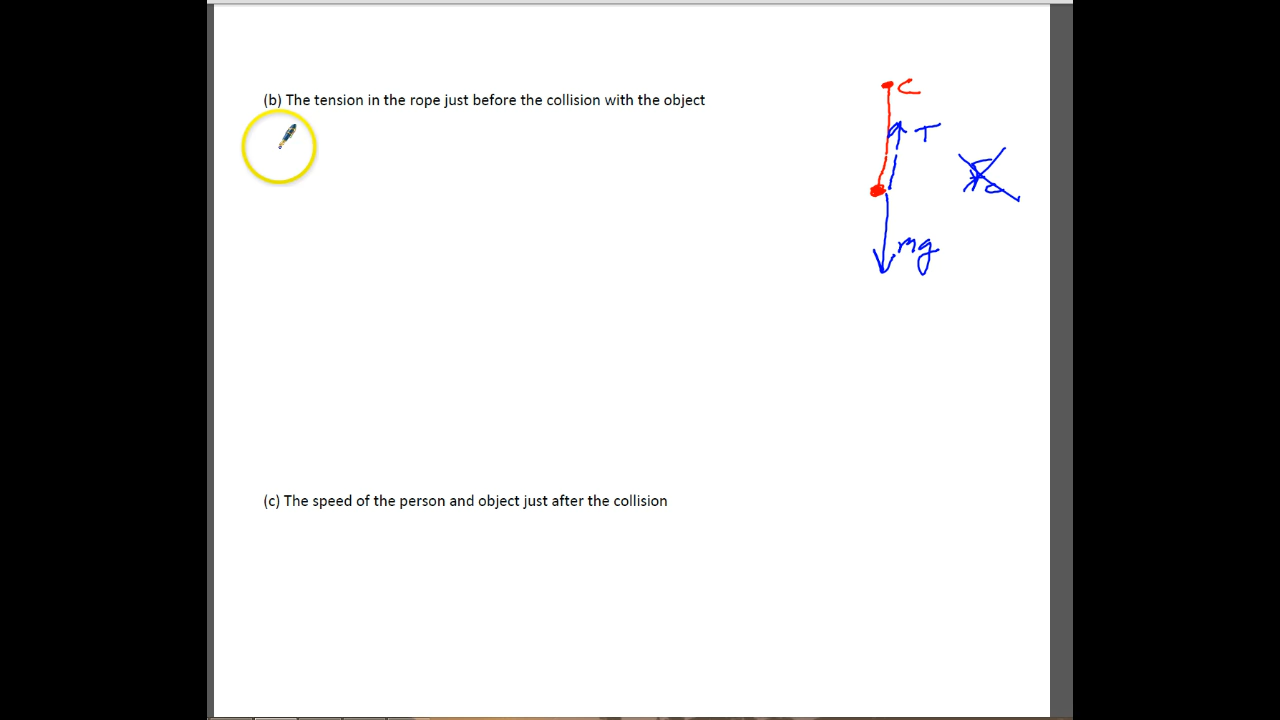 (b) The tension in the rope just before the collision with the object
C
T
mg
(c) The speed of the person and object just after the collision